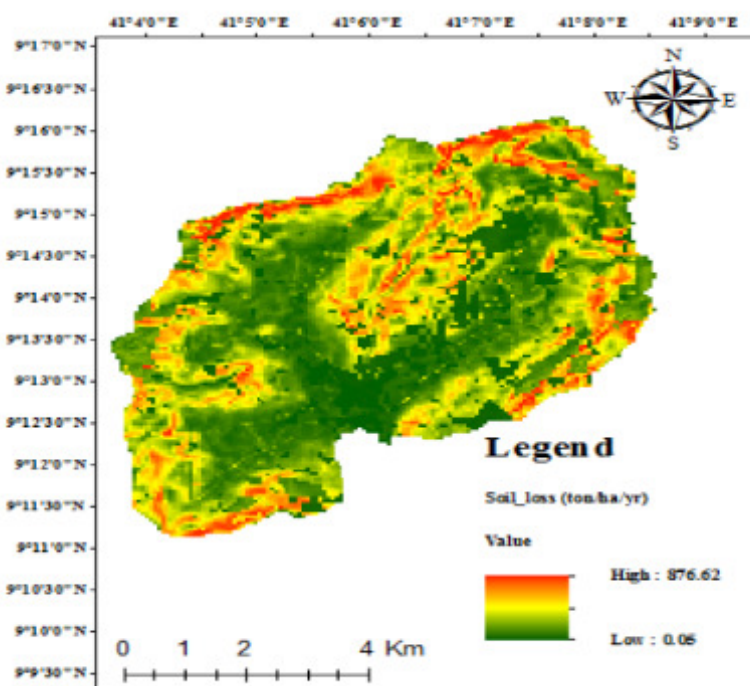 41°4'0"E 41°5'0"E 41°6'0"E 41°7'0"E 41°8'0"E 41°9'0"E
9°17'0"N
9°16'30"N
9°16'0"N
9°15'30"N
9°15'0"N
9°14'30"N
9°14'0"N
9°13'30"N
9°13'0"N
9°12'30"N
9°12'0"N
9°11'30"N
9°11'0"N
9°10'30"N
9°10'0"N
9°9'30"N
N
W E
S
Legend
Soil_loss (ton/ha/yr)
Value
High : 876.62
Low : 0.05
0 1 2 4 Km